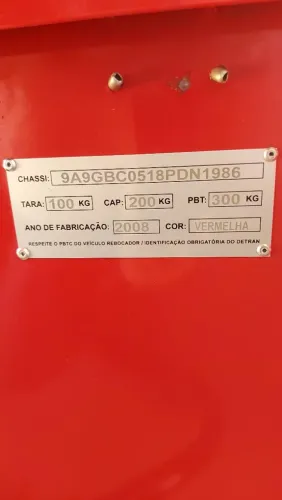 CHASSI: 9A9GBC0518PDN1986
TARA: 100 KG CAP: 200 KG PBT: 300 KG
ANO DE FABRICAÇÃO: 2008 COR: VERMELHA
RESPEITE O PBTC DO VEÍCULO REBOCADOR / IDENTIFICAÇÃO OBRIGATÓRIA DO DETRAN